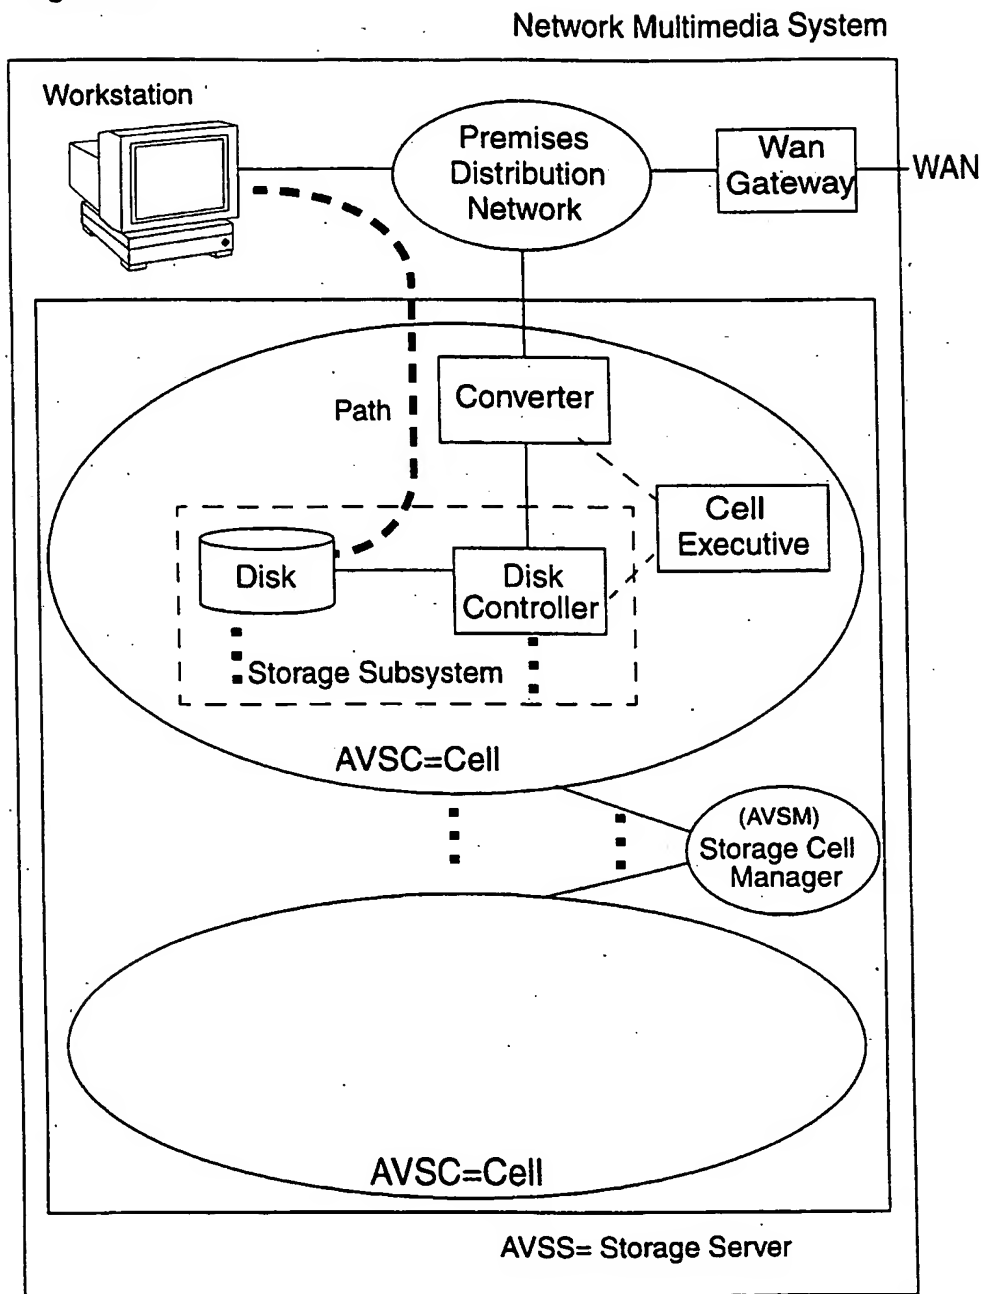 Network Multimedia System
Workstation
Premises
Distribution
Network
Wan
Gateway
WAN
Path
Converter
Cell
Executive
Disk
Disk
Controller
Storage Subsystem
AVSC=Cell
(AVSM)
Storage Cell
Manager
AVSC=Cell
AVSS= Storage Server